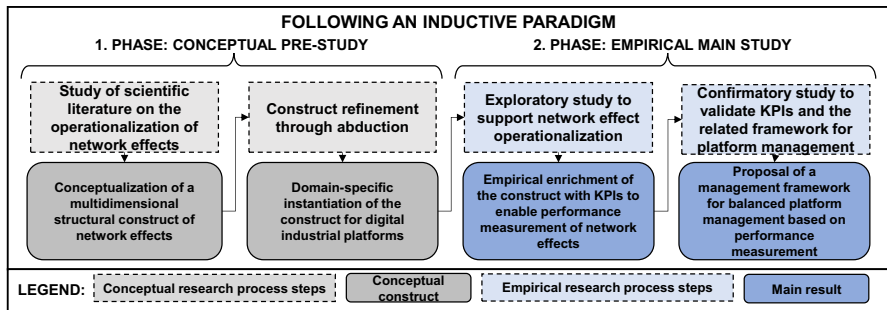 FOLLOWING AN INDUCTIVE PARADIGM
1. PHASE: CONCEPTUAL PRE-STUDY
2. PHASE: EMPIRICAL MAIN STUDY
Study of scientific
literature on the
operationalization of
network effects
Construct refinement
through abduction
Exploratory study to
support network effect
operationalization
Confirmatory study to
validate KPIs and the
related framework for
platform management
Conceptualization of a
multidimensional
structural construct of
network effects
Domain-specific
instantiation of the
construct for digital
industrial platforms
Empirical enrichment of
the construct with KPIs to
enable performance
measurement of network
effects
Proposal of a
management framework
for balanced platform
management based on
performance
measurement
LEGEND:
Conceptual research process steps
Conceptual
construct
Empirical research process steps
Main result